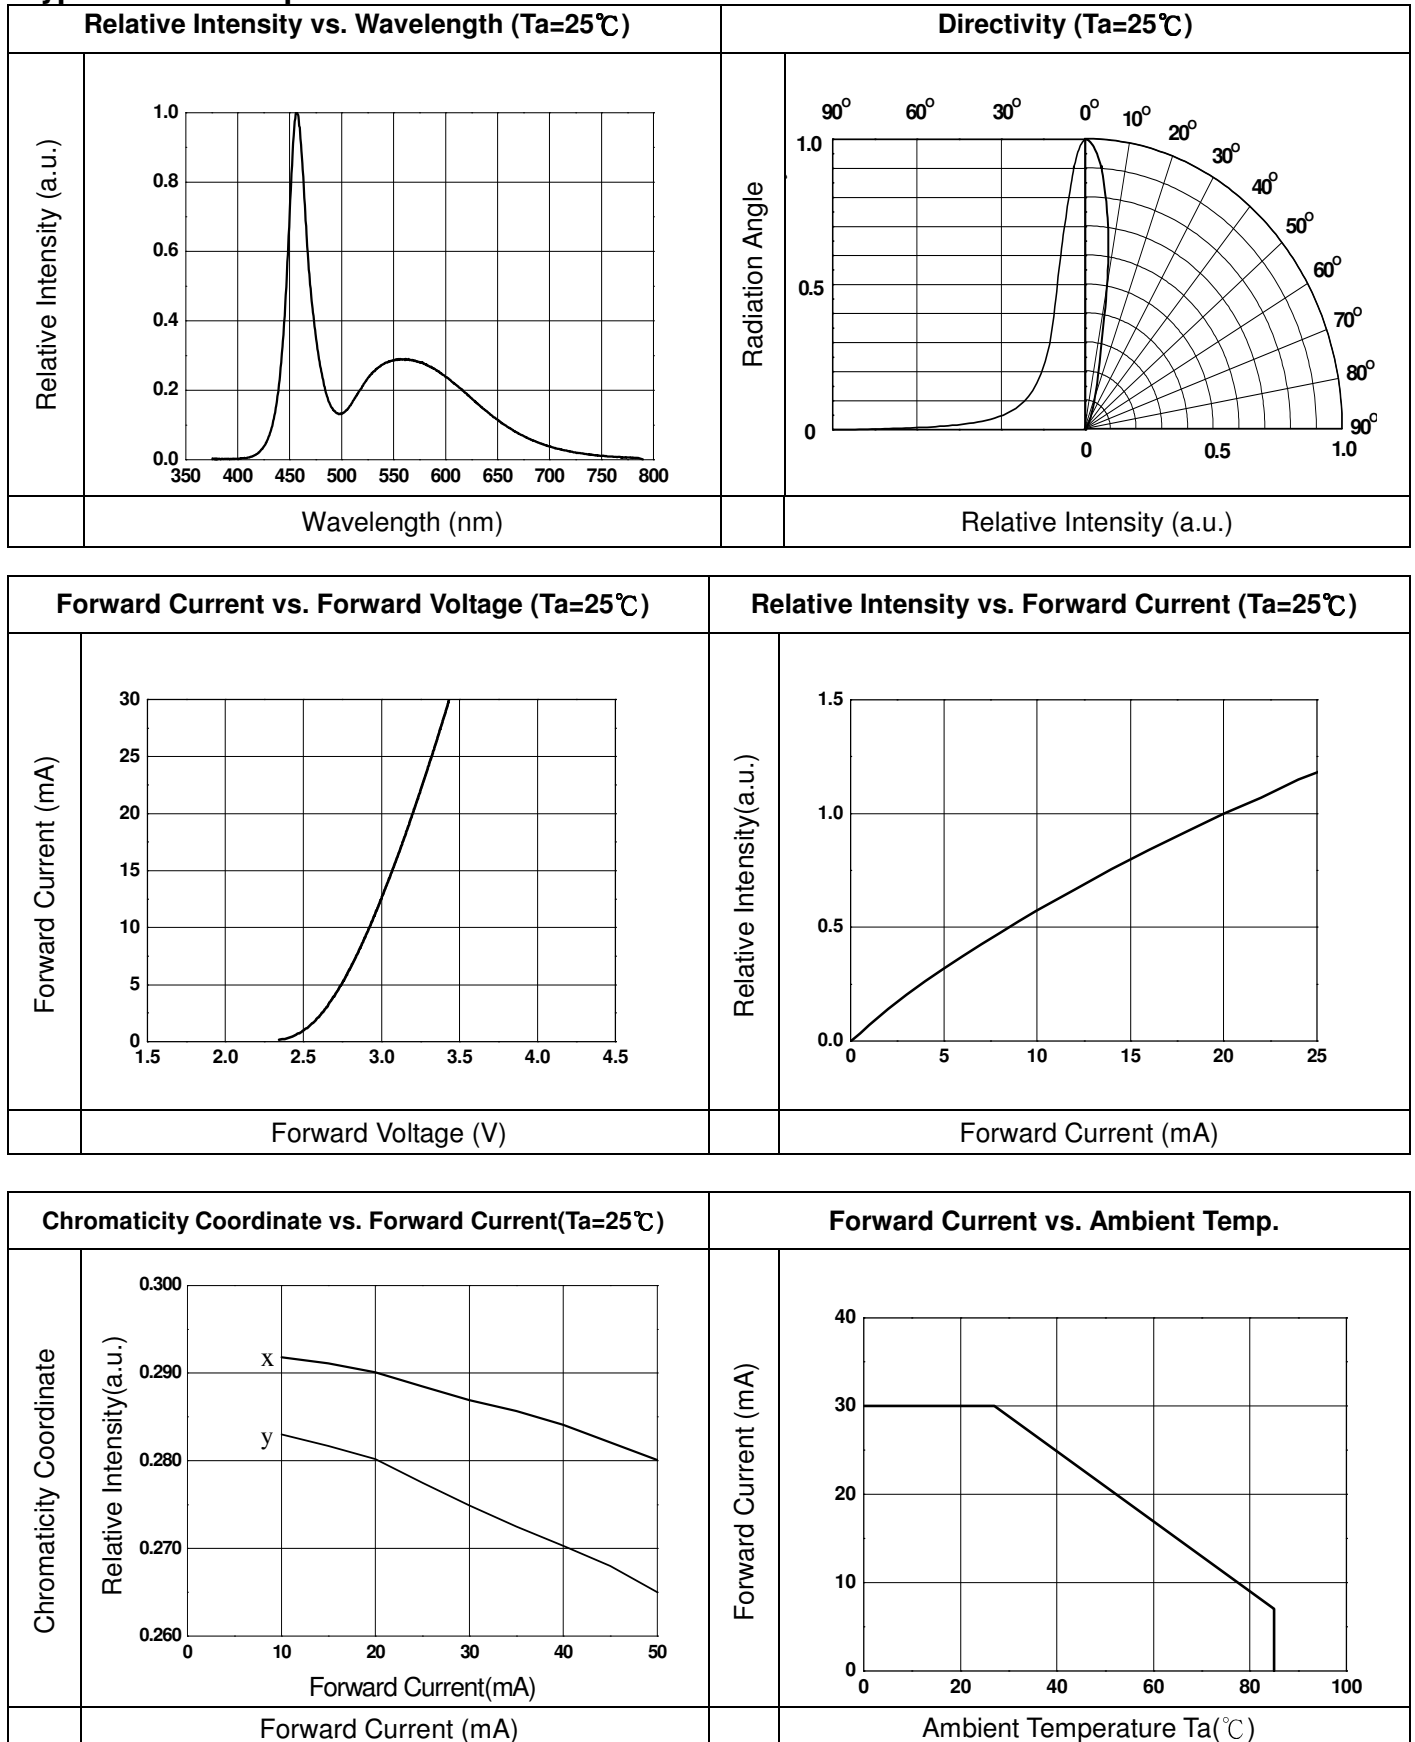 Relative Intensity vs. Wavelength (Ta=25℃)
Directivity (Ta=25℃)
Relative Intensity (a.u.)
1.0
0.8
0.6
0.4
0.2
0.0
350 400 450 500 550 600 650 700 750 800
Wavelength (nm)
Radiation Angle
90° 60° 30° 0° 10° 20° 30° 40° 50° 60° 70° 80° 90°
1.0
0.5
0
0 0.5 1.0
Relative Intensity (a.u.)
Forward Current vs. Forward Voltage (Ta=25℃)
Relative Intensity vs. Forward Current (Ta=25℃)
Forward Current (mA)
30
25
20
15
10
5
0
1.5 2.0 2.5 3.0 3.5 4.0 4.5
Forward Voltage (V)
Relative Intensity(a.u.)
1.5
1.0
0.5
0.0
0 5 10 15 20 25
Forward Current (mA)
Chromaticity Coordinate vs. Forward Current(Ta=25℃)
Forward Current vs. Ambient Temp.
Chromaticity Coordinate
Relative Intensity(a.u.)
0.300
0.290
0.280
0.270
0.260
x
y
0 10 20 30 40 50
Forward Current(mA)
Forward Current (mA)
Forward Current (mA)
40
30
20
10
0
0 20 40 60 80 100
Ambient Temperature Ta(℃)